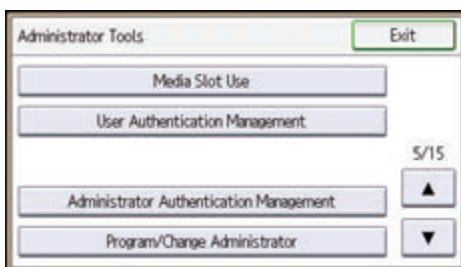 Administrator Tools
Exit
Media Slot Use
User Authentication Management
5/15
▲
Administrator Authentication Management
Program/Change Administrator
▼